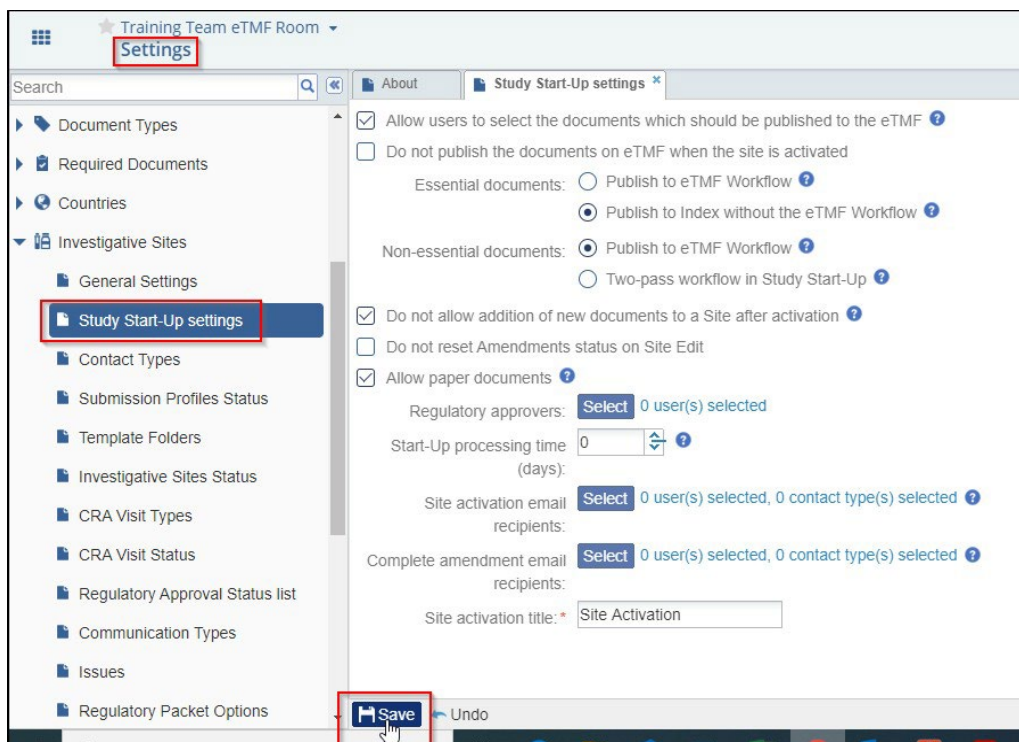 Training Team eTMF Room
Settings
Search
Document Types
Required Documents
Countries
Investigative Sites
General Settings
Study Start-Up settings
Contact Types
Submission Profiles Status
Template Folders
Investigative Sites Status
CRA Visit Types
CRA Visit Status
Regulatory Approval Status list
Communication Types
Issues
Regulatory Packet Options
About
Study Start-Up settings
Allow users to select the documents which should be published to the eTMF
Do not publish the documents on eTMF when the site is activated
Essential documents: Publish to eTMF Workflow
Publish to Index without the eTMF Workflow
Non-essential documents: Publish to eTMF Workflow
Two-pass workflow in Study Start-Up
Do not allow addition of new documents to a Site after activation
Do not reset Amendments status on Site Edit
Allow paper documents
Regulatory approvers: Select 0 user(s) selected
Start-Up processing time 0
(days):
Site activation email Select 0 user(s) selected, 0 contact type(s) selected
recipients:
Complete amendment email Select 0 user(s) selected, 0 contact type(s) selected
recipients:
Site activation title:* Site Activation
Save Undo